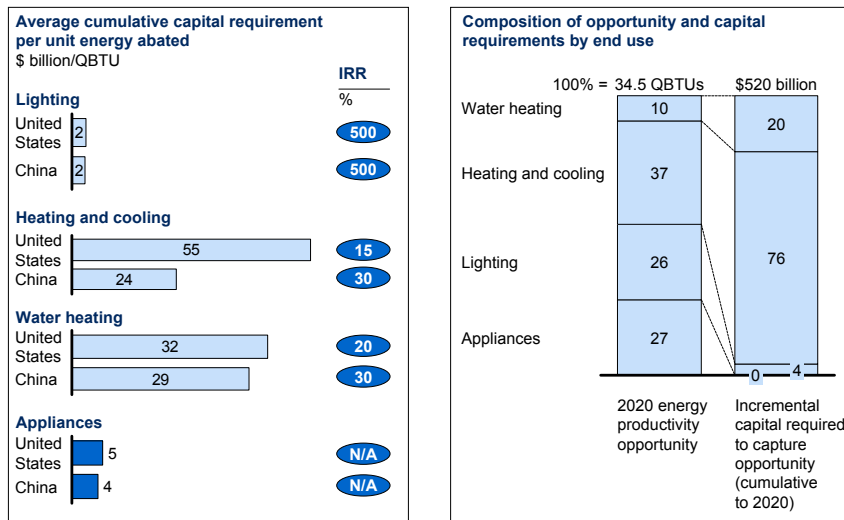 Average cumulative capital requirement
per unit energy abated
$ billion/QBTU
IRR
%
Lighting
United
States
2
500
China
2
500
Heating and cooling
United
States
55
15
China
24
30
Water heating
United
States
32
20
China
29
30
Appliances
United
States
5
N/A
China
4
N/A
Composition of opportunity and capital
requirements by end use
100% = 34.5 QBTUs
$520 billion
Water heating
10
20
Heating and cooling
37
76
Lighting
26
Appliances
27
0
4
2020 energy
productivity
opportunity
Incremental
capital required
to capture
opportunity
(cumulative
to 2020)